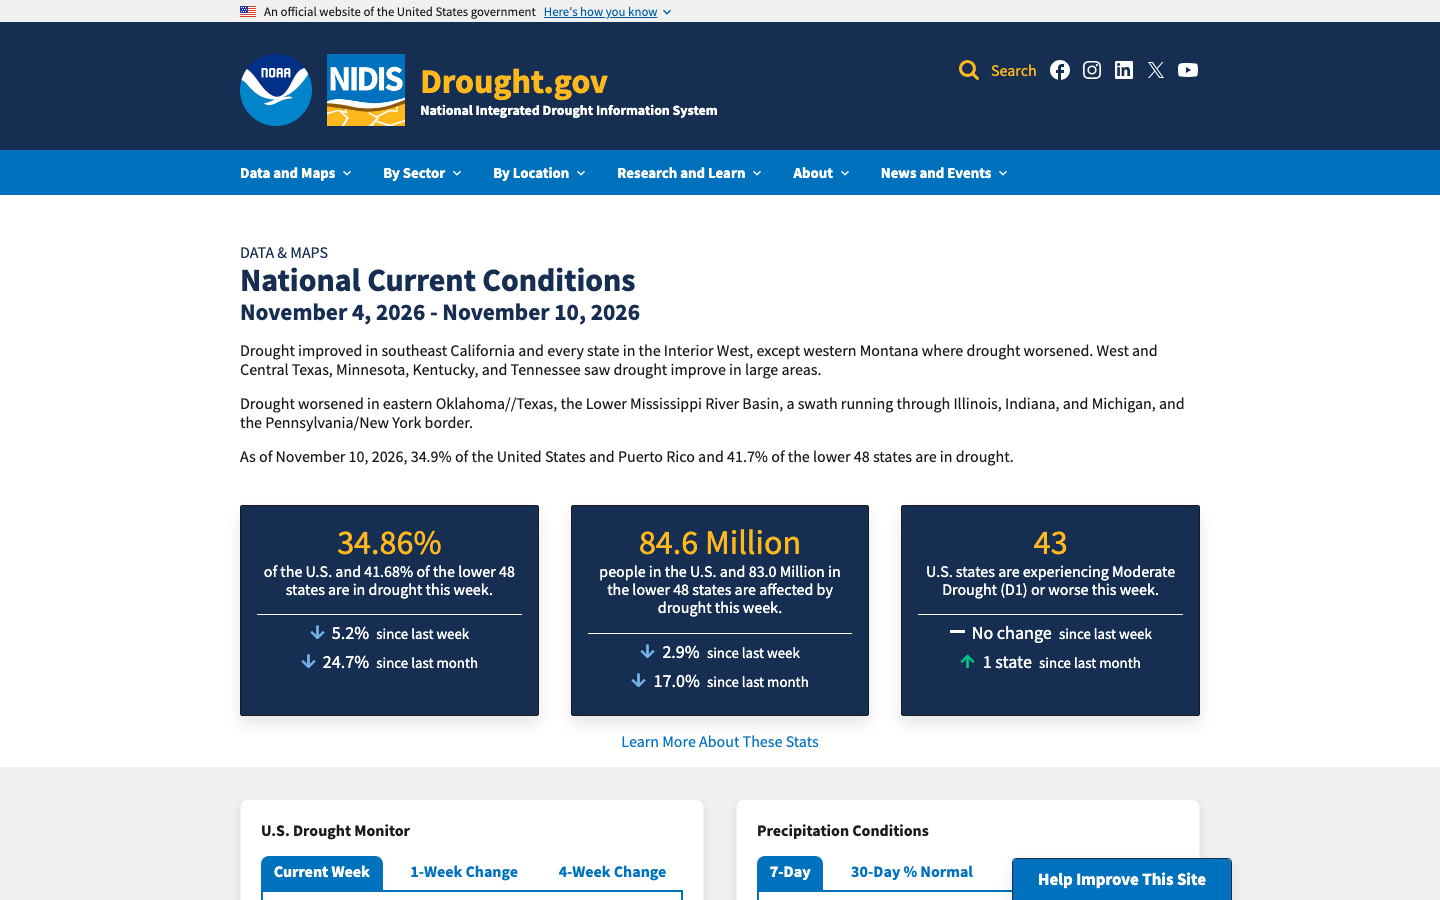 An official website of the United States government Here's how you know
NOAA
NIDIS
Drought.gov
National Integrated Drought Information System
Search
Data and Maps By Sector By Location Research and Learn About News and Events
DATA & MAPS
National Current Conditions
November 4, 2026 - November 10, 2026
Drought improved in southeast California and every state in the Interior West, except western Montana where drought worsened. West and
Central Texas, Minnesota, Kentucky, and Tennessee saw drought improve in large areas.
Drought worsened in eastern Oklahoma//Texas, the Lower Mississippi River Basin, a swath running through Illinois, Indiana, and Michigan, and
the Pennsylvania/New York border.
As of November 10, 2026, 34.9% of the United States and Puerto Rico and 41.7% of the lower 48 states are in drought.
34.86%
of the U.S. and 41.68% of the lower 48
states are in drought this week.
5.2% since last week
24.7% since last month
84.6 Million
people in the U.S. and 83.0 Million in
the lower 48 states are affected by
drought this week.
2.9% since last week
17.0% since last month
43
U.S. states are experiencing Moderate
Drought (D1) or worse this week.
No change since last week
1 state since last month
Learn More About These Stats
U.S. Drought Monitor
Current Week 1-Week Change 4-Week Change
Precipitation Conditions
7-Day 30-Day % Normal
Help Improve This Site